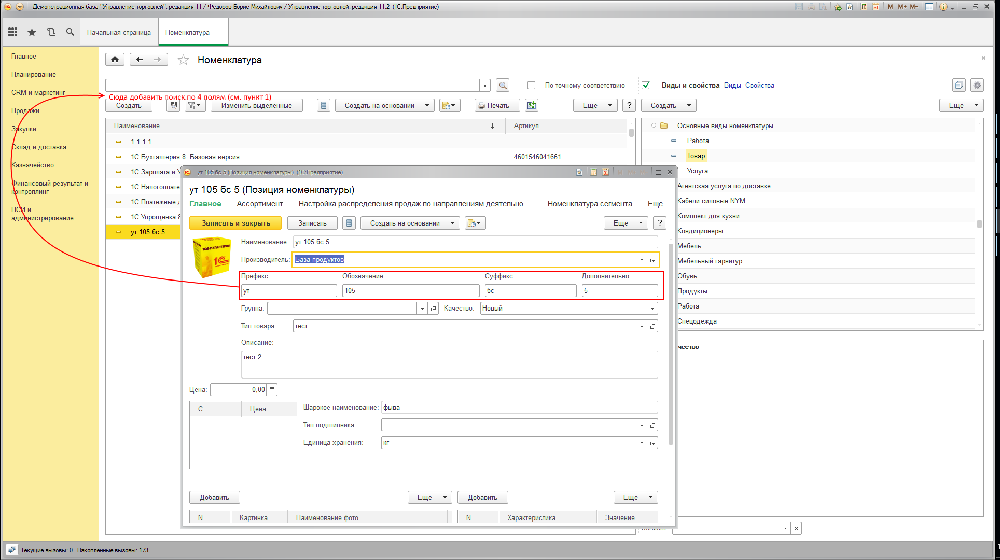 Демонстрационная база "Управление торговлей", редакция 11 / Федоров Борис Михайлович / Управление торговлей, редакция 11.2 (1С:Предприятие)
M M+ M-
Начальная страница
Номенклатура
Главное
Планирование
CRM и маркетинг
Продажи
Закупки
Склад и доставка
Казначейство
Финансовый результат и
контроллинг
НСИ и
администрирование
Номенклатура
По точному соответствию
Виды и свойства Виды Свойства
Сюда добавить поиск по 4 полям (см. пункт 1)
Создать
Изменить выделенные
Создать на основании
Печать
Еще
?
Создать
Еще
Наименование
Артикул
1 1 1 1
1С:Бухгалтерия 8. Базовая версия
4601546041661
1С:Зарплата и У
1С:Налогоплате
1С:Платежные д
1С:Упрощенка 8
ут 105 бс 5
Основные виды номенклатуры
Работа
Товар
Услуга
Агентская услуга по доставке
Кабели силовые NYM
Комплект для кухни
Кондиционеры
Мебель
Мебельный гарнитур
Обувь
Продукты
Работа
Спецодежда
чество
Сегмент:
ут 105 бс 5 (Позиция номенклатуры) (1С:Предприятие)
M M+ M-
ут 105 бс 5 (Позиция номенклатуры)
Главное
Ассортимент
Настройка распределения продаж по направлениям деятельно...
Номенклатура сегмента
Еще...
Записать и закрыть
Записать
Создать на основании
Еще
?
1С:БУХГАЛТЕРИЯ
1С
Наименование: ут 105 бс 5
Производитель: База продуктов
Префикс: Обозначение: Суффикс: Дополнительно:
ут 105 бс 5
Группа:
Качество: Новый
Тип товара: тест
Описание:
тест 2
Цена: 0,00
С Цена
Шарокое наименование: фыва
Тип подшипника:
Единица хранения: кг
Добавить
Еще
Добавить
Еще
N Картинка Наименование фото
N Характеристика Значение
Текущие вызовы: 0 Накопленные вызовы: 173